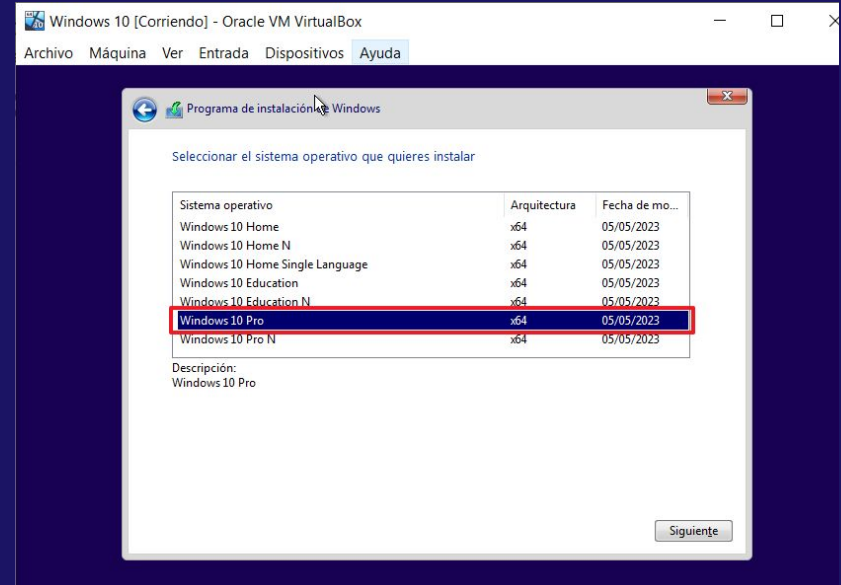 Windows 10 [Corriendo] - Oracle VM VirtualBox
Archivo Máquina Ver Entrada Dispositivos Ayuda
Programa de instalación de Windows
Seleccionar el sistema operativo que quieres instalar
Sistema operativo Arquitectura Fecha de mo...
Windows 10 Home x64 05/05/2023
Windows 10 Home N x64 05/05/2023
Windows 10 Home Single Language x64 05/05/2023
Windows 10 Education x64 05/05/2023
Windows 10 Education N x64 05/05/2023
Windows 10 Pro x64 05/05/2023
Windows 10 Pro N x64 05/05/2023
Descripción:
Windows 10 Pro
Siguiente